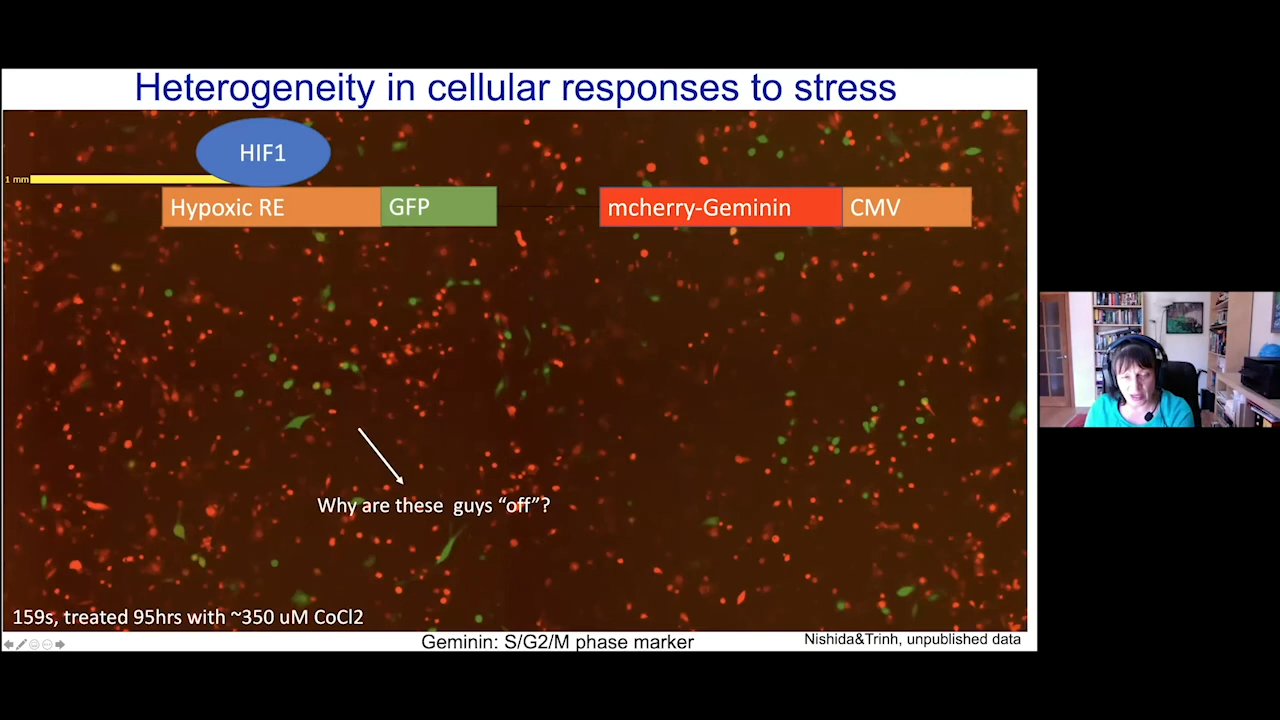 Heterogeneity in cellular responses to stress
HIF1
1 mm
Hypoxic RE
GFP
mcherry-Geminin
CMV
Why are these guys “off”?
159s, treated 95hrs with ~350 uM CoCl2
Geminin: S/G2/M phase marker
Nishida&Trinh, unpublished data